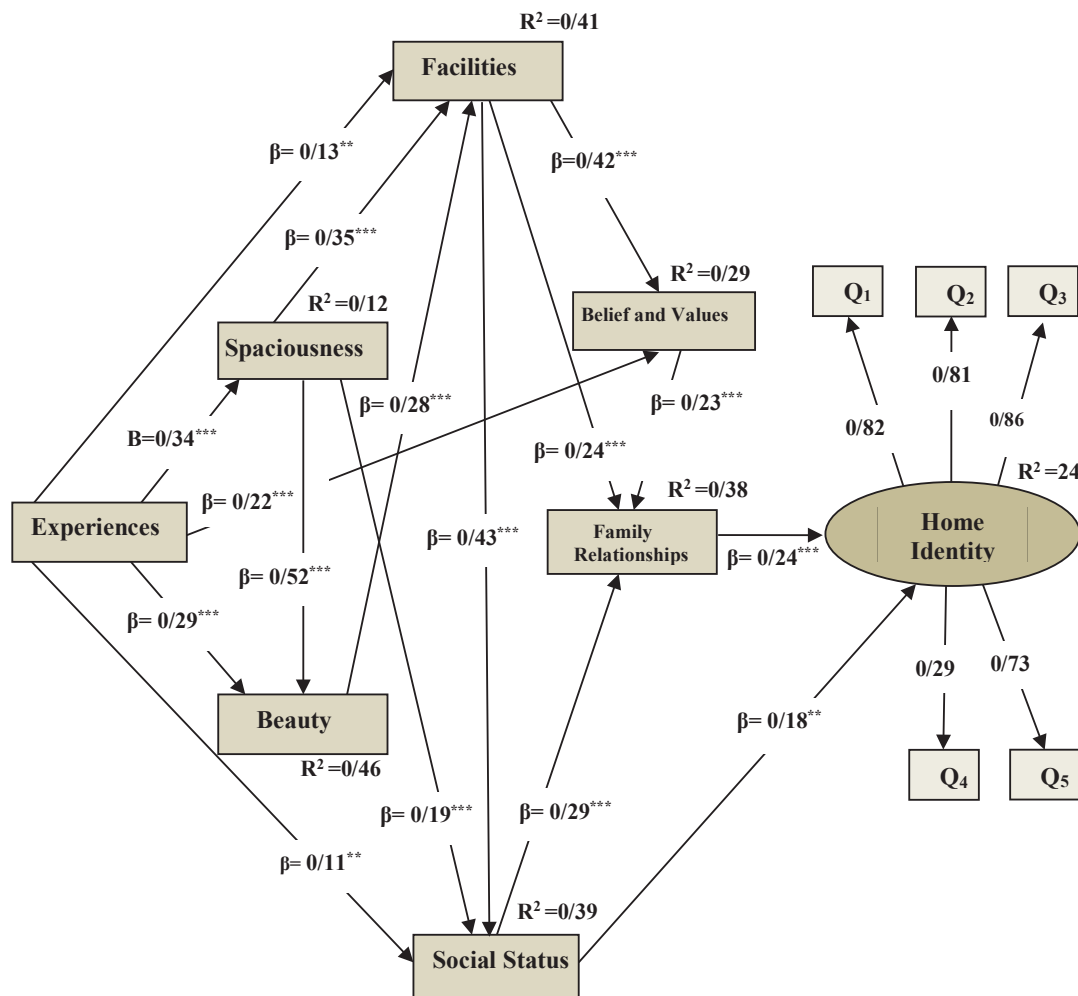 R² =0/41
Facilities
β= 0/13**
β=0/42***
β= 0/35***
R² =0/29
Q₁
Q₂
Q₃
R² =0/12
Belief and Values
Spaciousness
0/81
β= 0/28***
β= 0/23***
0/86
0/82
B=0/34***
β= 0/24***
R² =24
β= 0/22***
R² =0/38
Experiences
Family
Relationships
Home
Identity
β= 0/43***
β= 0/24***
β= 0/52***
β= 0/29***
0/29
0/73
Beauty
β= 0/18**
R² =0/46
Q₄
Q₅
β= 0/19***
β= 0/29***
β= 0/11**
R² =0/39
Social Status